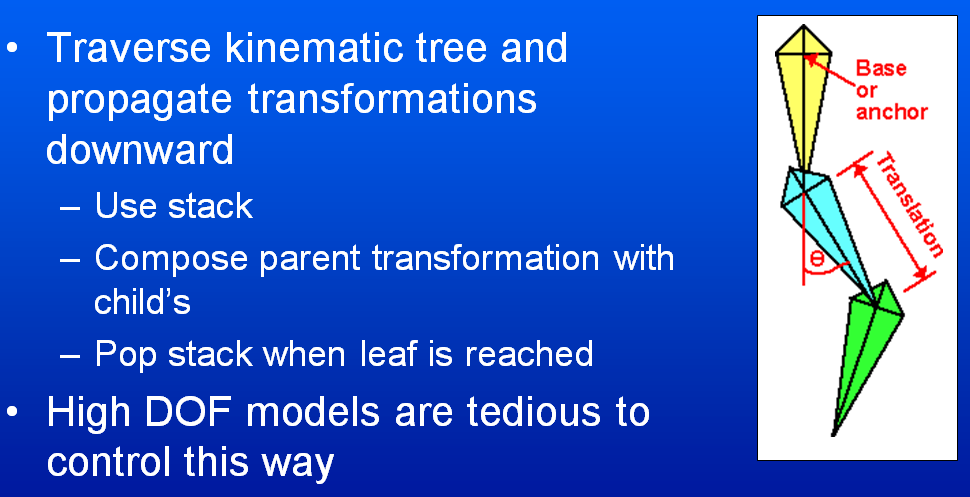 • Traverse kinematic tree and
propagate transformations
downward
– Use stack
– Compose parent transformation with
child's
– Pop stack when leaf is reached
• High DOF models are tedious to
control this way
Base
or
anchor
Translation
Θ